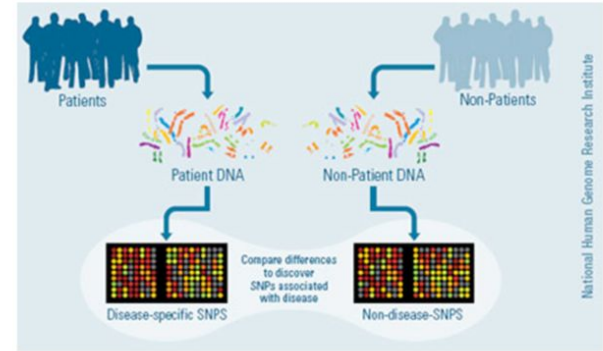 Patients
Non-Patients
Patient DNA
Non-Patient DNA
Compare differences
to discover
SNPs associated
with disease
Disease-specific SNPS
Non-disease-SNPS
National Human Genome Research Institute